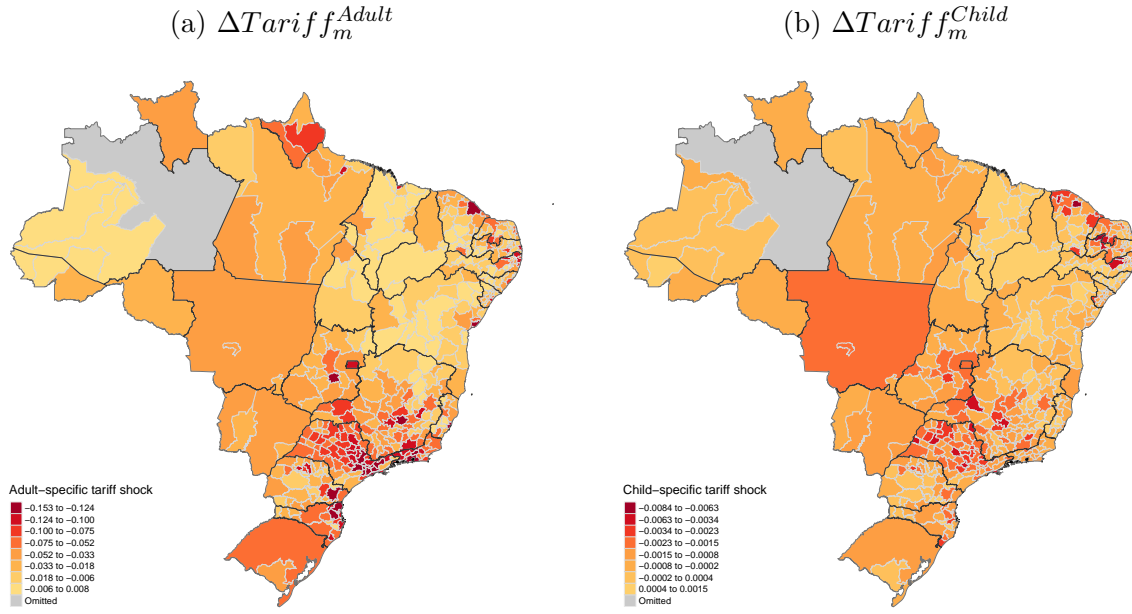 (a) ΔTariff_m^{Adult}
(b) ΔTariff_m^{Child}
Adult−specific tariff shock
−0.153 to −0.124
−0.124 to −0.100
−0.100 to −0.075
−0.075 to −0.052
−0.052 to −0.033
−0.033 to −0.018
−0.018 to −0.006
−0.006 to 0.008
Omitted
Child−specific tariff shock
−0.0084 to −0.0063
−0.0063 to −0.0034
−0.0034 to −0.0023
−0.0023 to −0.0015
−0.0015 to −0.0008
−0.0008 to −0.0002
−0.0002 to 0.0004
0.0004 to 0.0015
Omitted